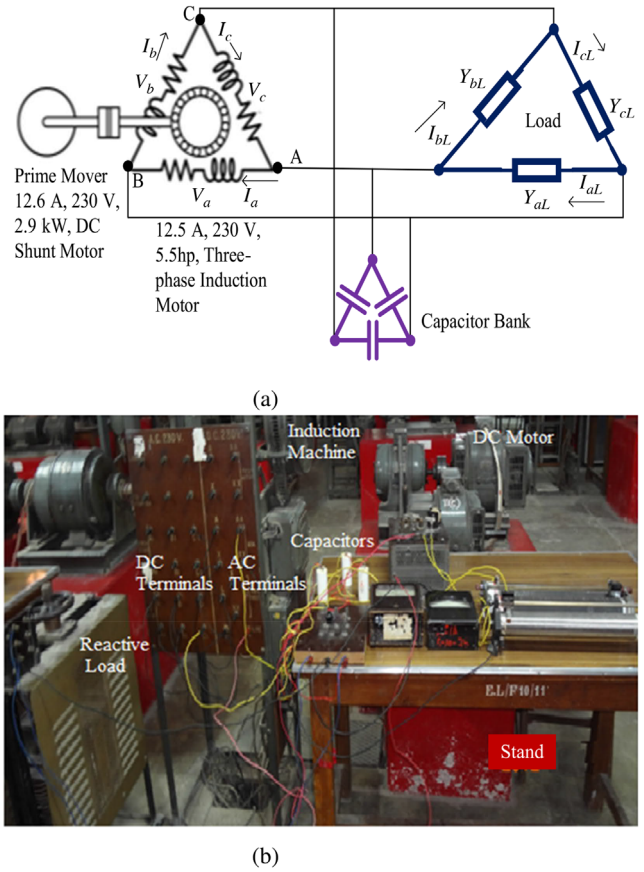 C
I_b
I_c
I_cL
V_b
V_c
Y_bL
Y_cL
Load
I_bL
A
B
V_a
I_a
Y_aL
I_aL
Prime Mover
12.6 A, 230 V,
2.9 kW, DC
Shunt Motor
12.5 A, 230 V,
5.5hp, Three-
phase Induction
Motor
Capacitor Bank
(a)
A.C. 230V.
Induction
Machine
DC Motor
Capacitors
DC
Terminals
AC
Terminals
Reactive
Load
E.L/F10/11
Stand
(b)